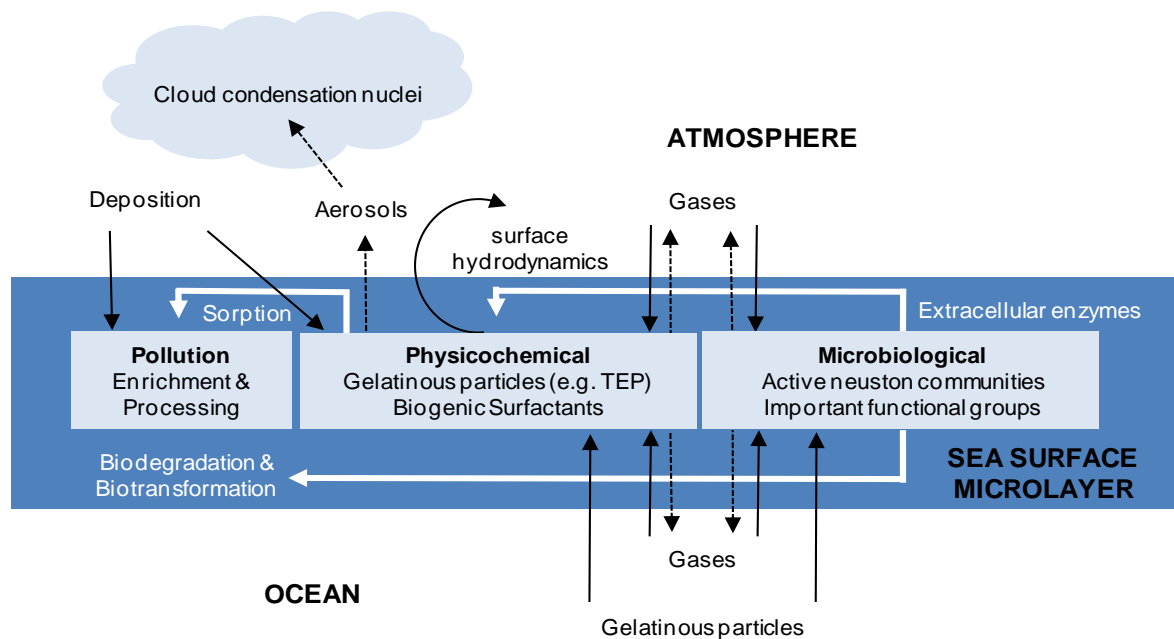 Cloud condensation nuclei
ATMOSPHERE
Deposition
Aerosols
Gases
surface
hydrodynamics
Sorption
Extracellular enzymes
Pollution
Enrichment &
Processing
Physicochemical
Gelatinous particles (e.g. TEP)
Biogenic Surfactants
Microbiological
Active neuston communities
Important functional groups
Biodegradation &
Biotransformation
SEA SURFACE
MICROLAYER
Gases
OCEAN
Gelatinous particles